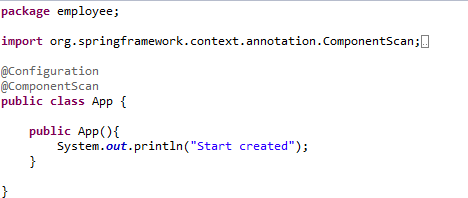 package employee;
import org.springframework.context.annotation.ComponentScan;
@Configuration
@ComponentScan
public class App {
public App(){
System.out.println("Start created");
}
}